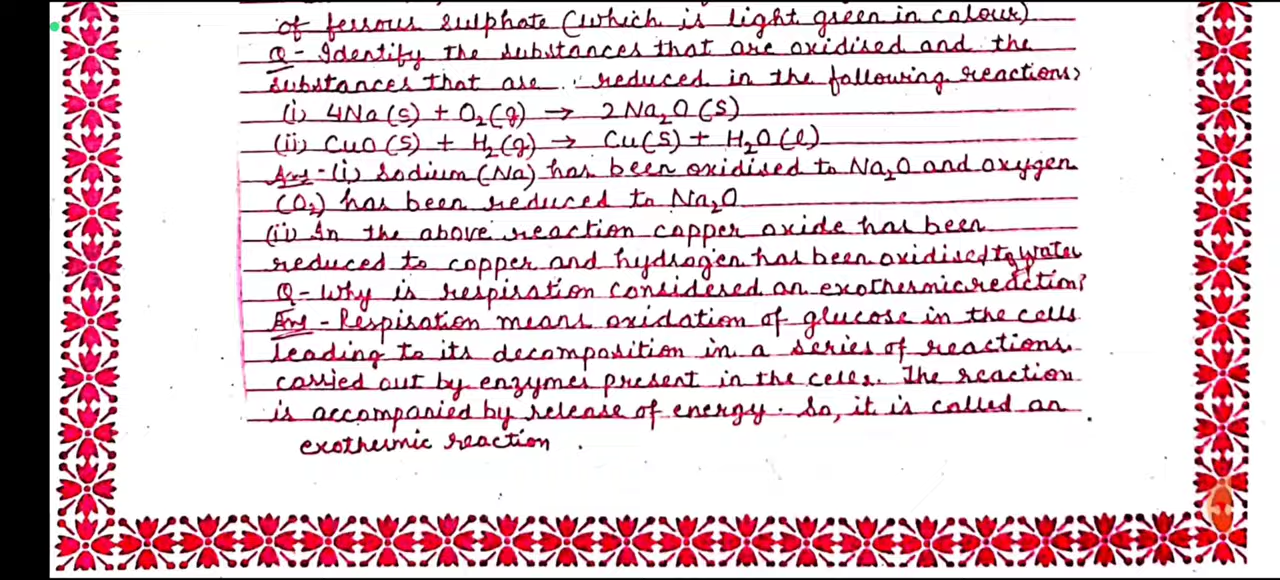 of ferrous sulphate (which is light green in colour)
Q - Identify the substances that are oxidised and the
substances that are reduced in the following reactions>
(i) 4Na(s) + O₂(g) → 2Na₂O(s)
(ii) CuO(s) + H₂(g) → Cu(s) + H₂O(l)
Ans - (i) Sodium (Na) has been oxidised to Na₂O and oxygen
(O₂) has been reduced to Na₂O
(ii) In the above reaction copper oxide has been
reduced to copper and hydrogen has been oxidised to water
Q - Why is respiration considered an exothermic reaction?
Ans - Respiration means oxidation of glucose in the cells
leading to its decomposition in a series of reactions
carried out by enzymes present in the cells. The reaction
is accompanied by release of energy. So, it is called an
exothermic reaction.